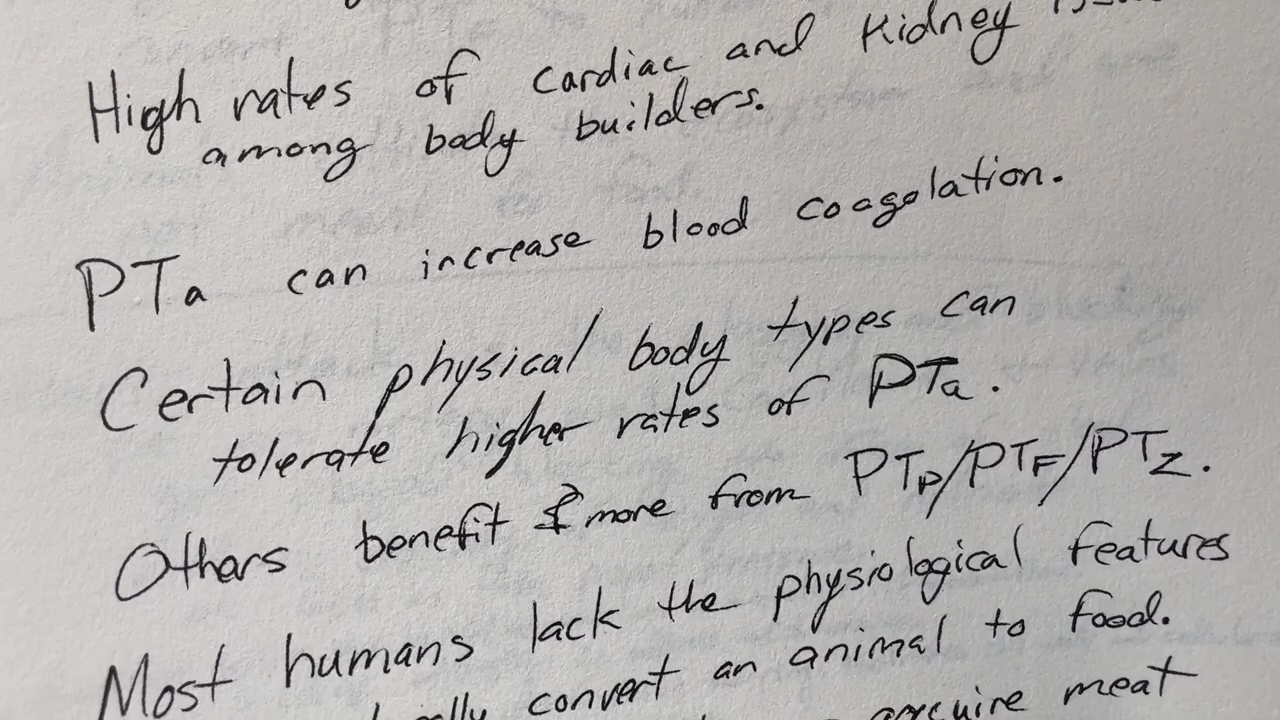 High rates of cardiac and Kidney
among body builders.
PTa can increase blood coagolation.
Certain physical body types can
tolerate higher rates of PTa.
Others benefit more from PTP/PTF/PTZ.
Most humans lack the physiological features
convert an animal to food.
meat